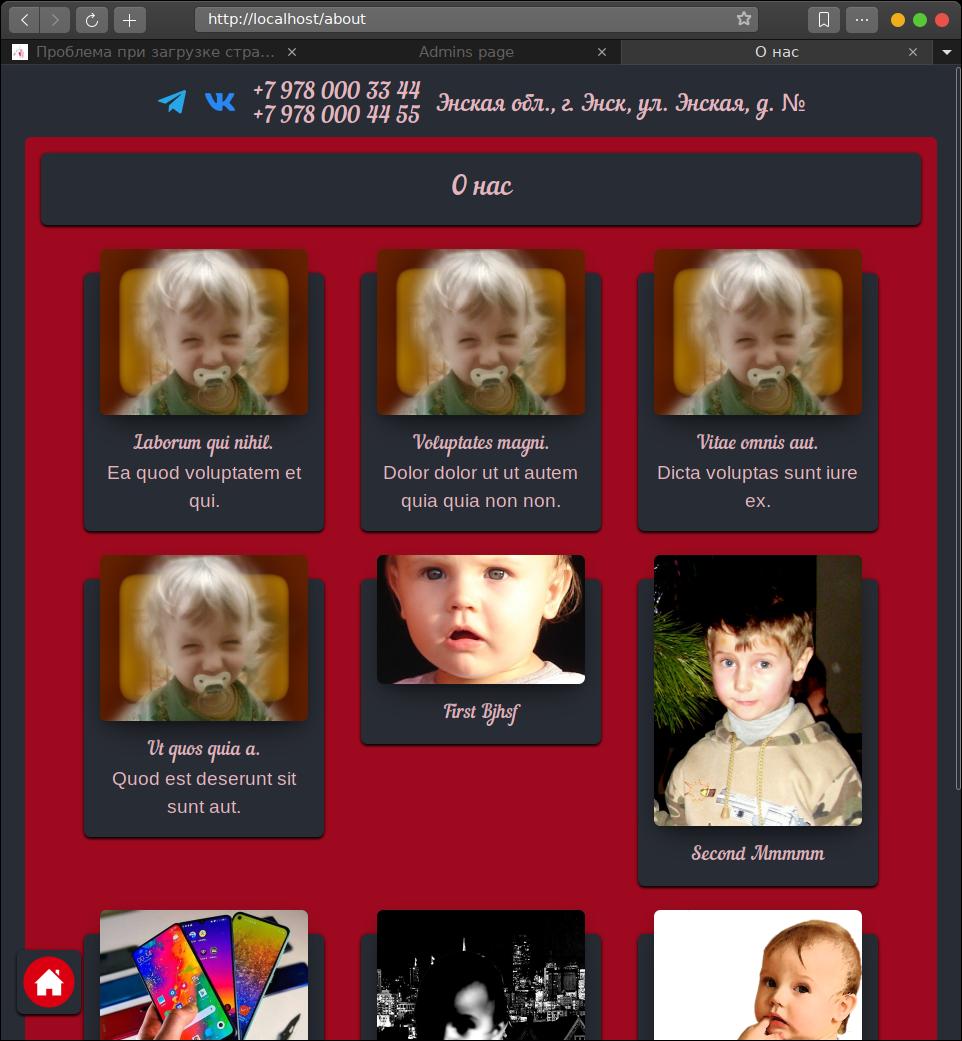 http://localhost/about
Проблема при загрузке стра...
Admins page
О нас
+7 978 000 33 44
+7 978 000 44 55
Энская обл., г. Энск, ул. Энская, д. №
О нас
Laborum qui nihil.
Ea quod voluptatem et
qui.
Voluptates magni.
Dolor dolor ut ut autem
quia quia non non.
Vitae omnis aut.
Dicta voluptas sunt iure
ex.
Ut quos quia a.
Quod est deserunt sit
sunt aut.
First Bjhsf
Second Mmmmm